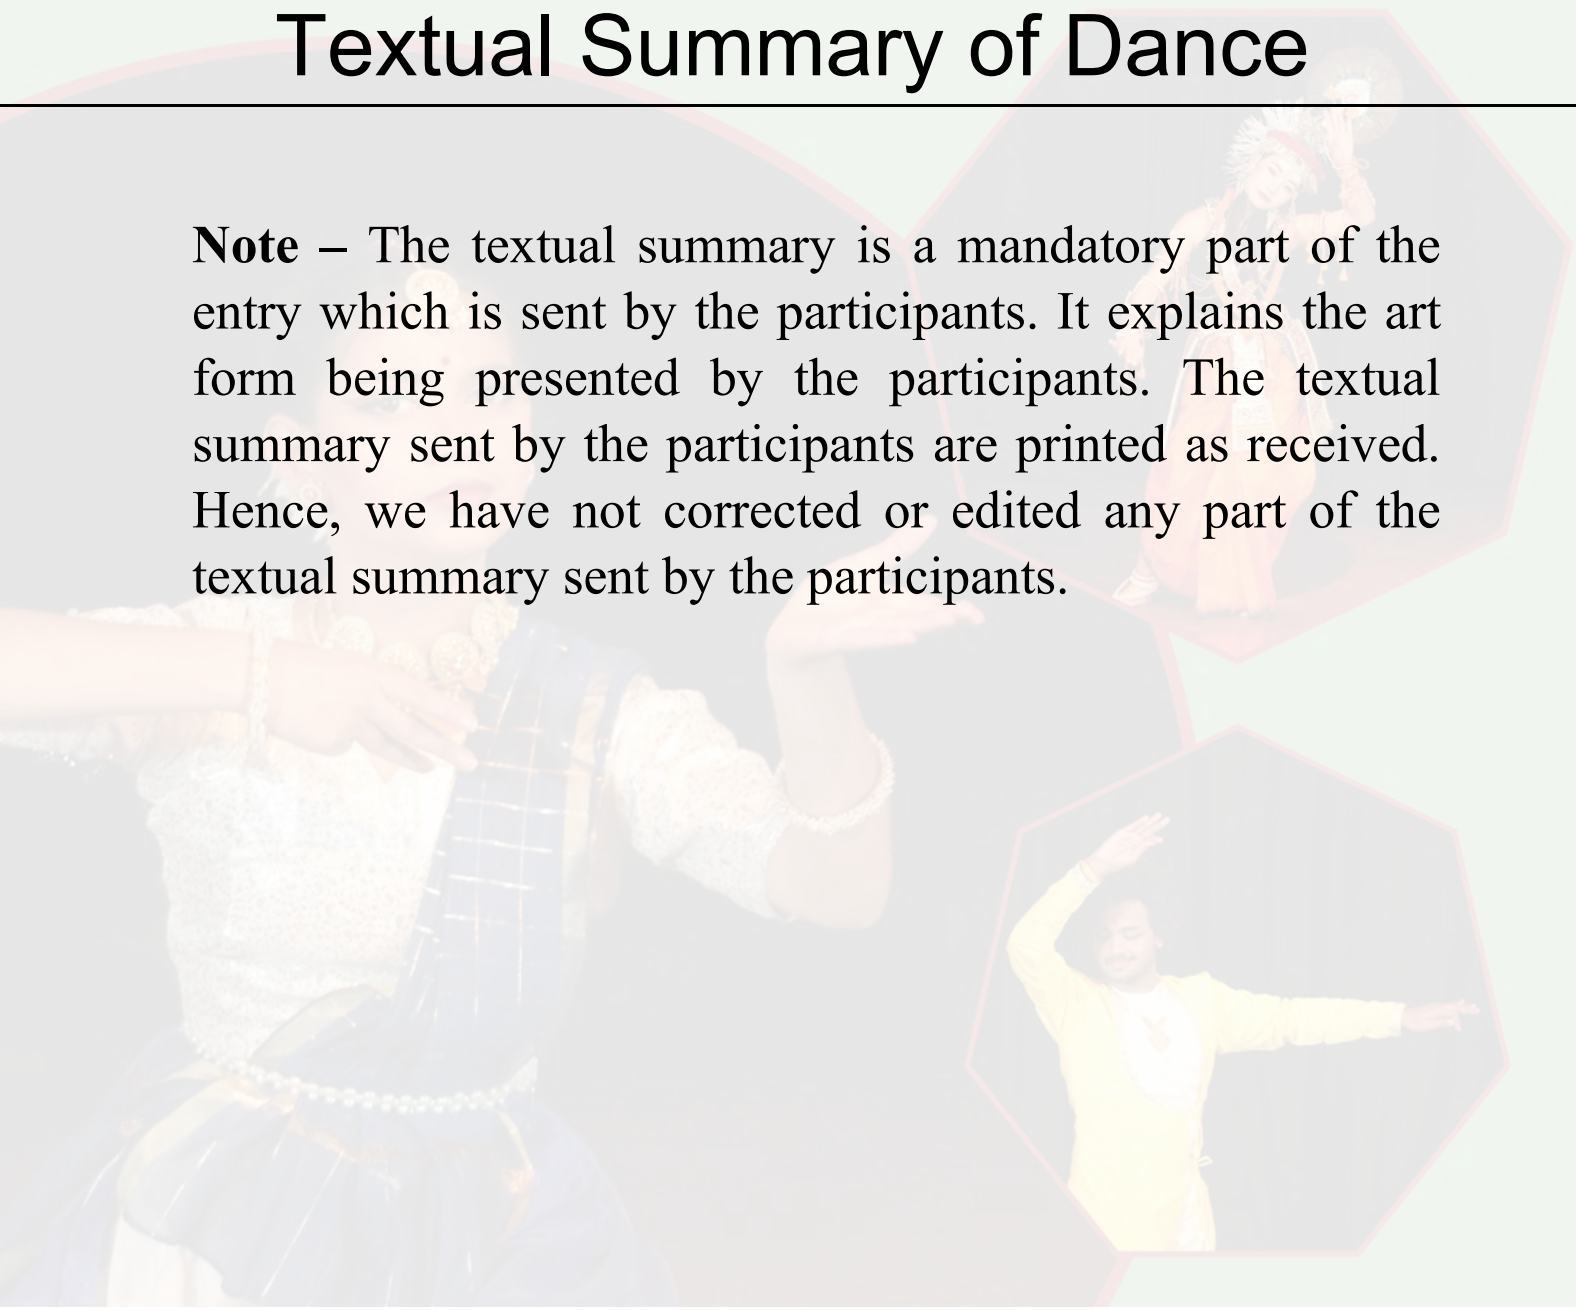 Textual Summary of Dance
Note – The textual summary is a mandatory part of the
entry which is sent by the participants. It explains the art
form being presented by the participants. The textual
summary sent by the participants are printed as received.
Hence, we have not corrected or edited any part of the
textual summary sent by the participants.